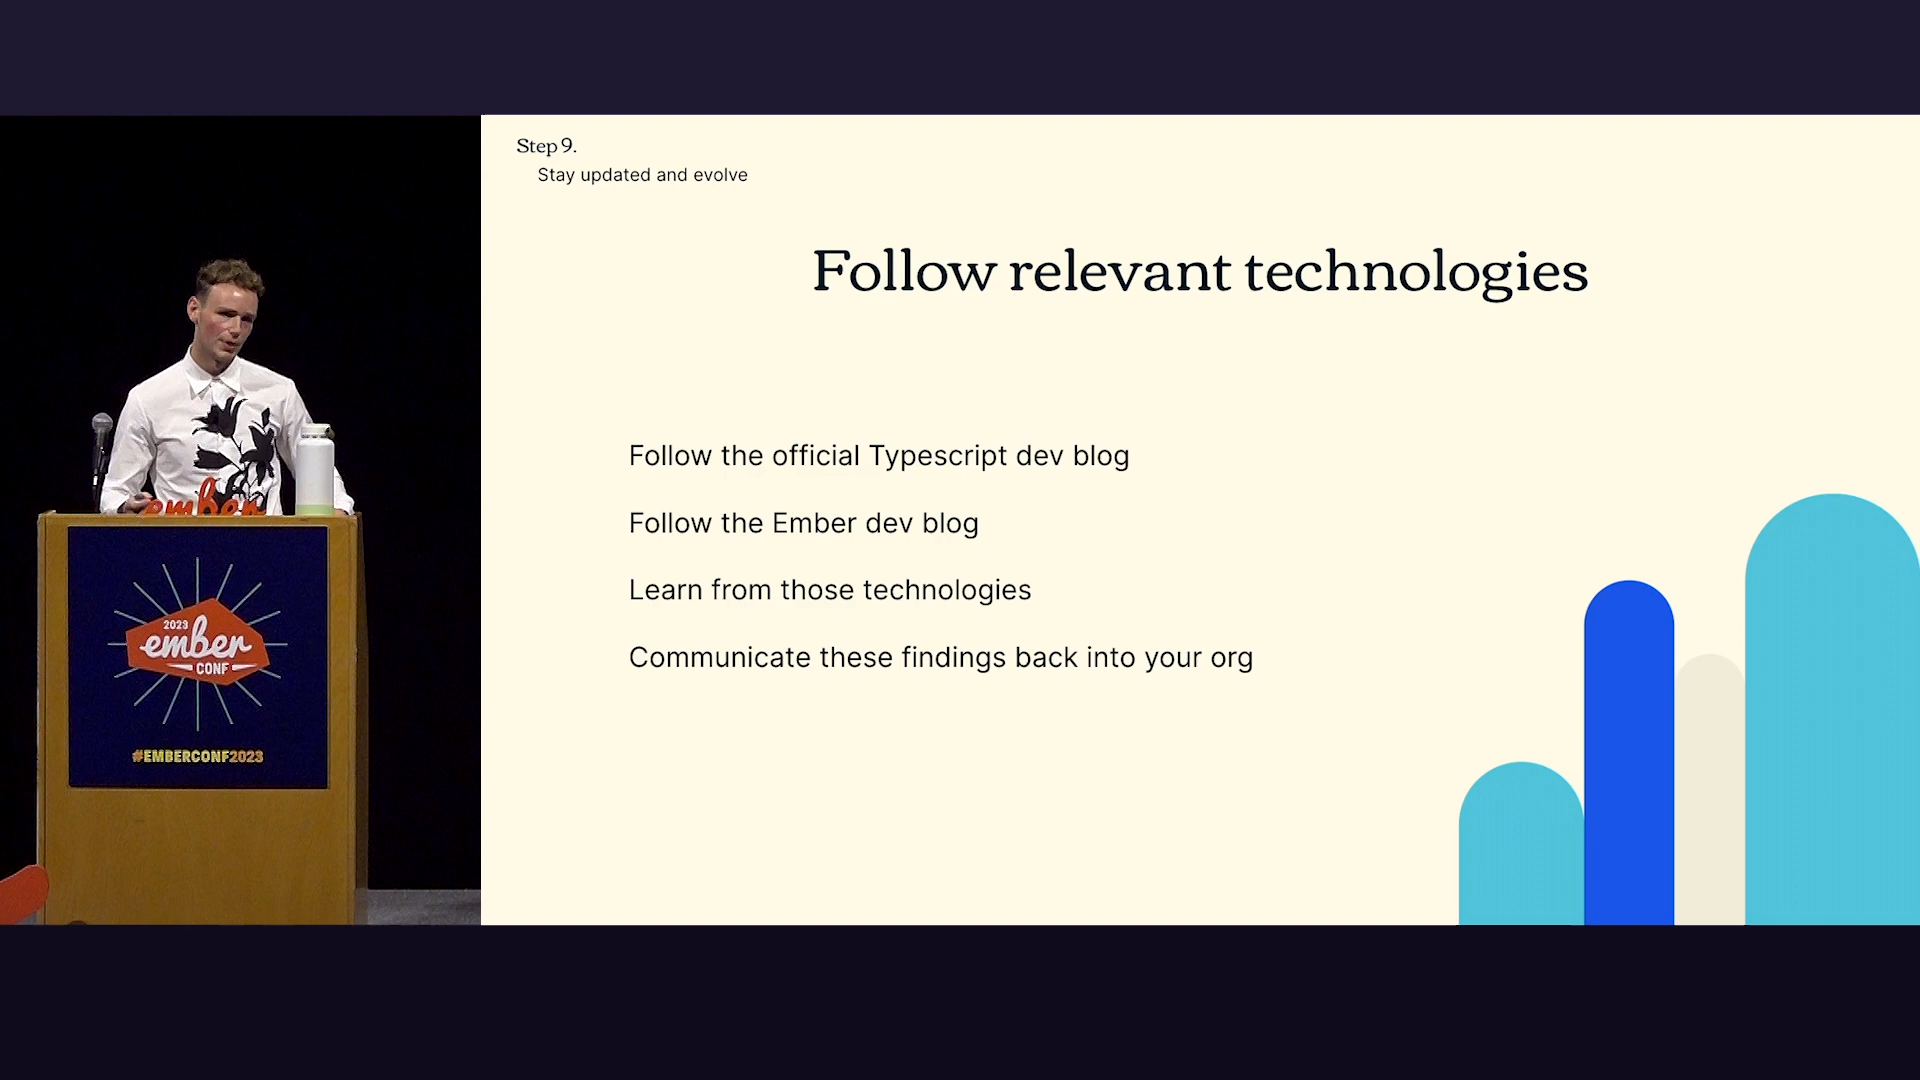 Step 9.
Stay updated and evolve
Follow relevant technologies
Follow the official Typescript dev blog
Follow the Ember dev blog
Learn from those technologies
Communicate these findings back into your org
ember
2023
ember
CONF
#EMBERCONF2023